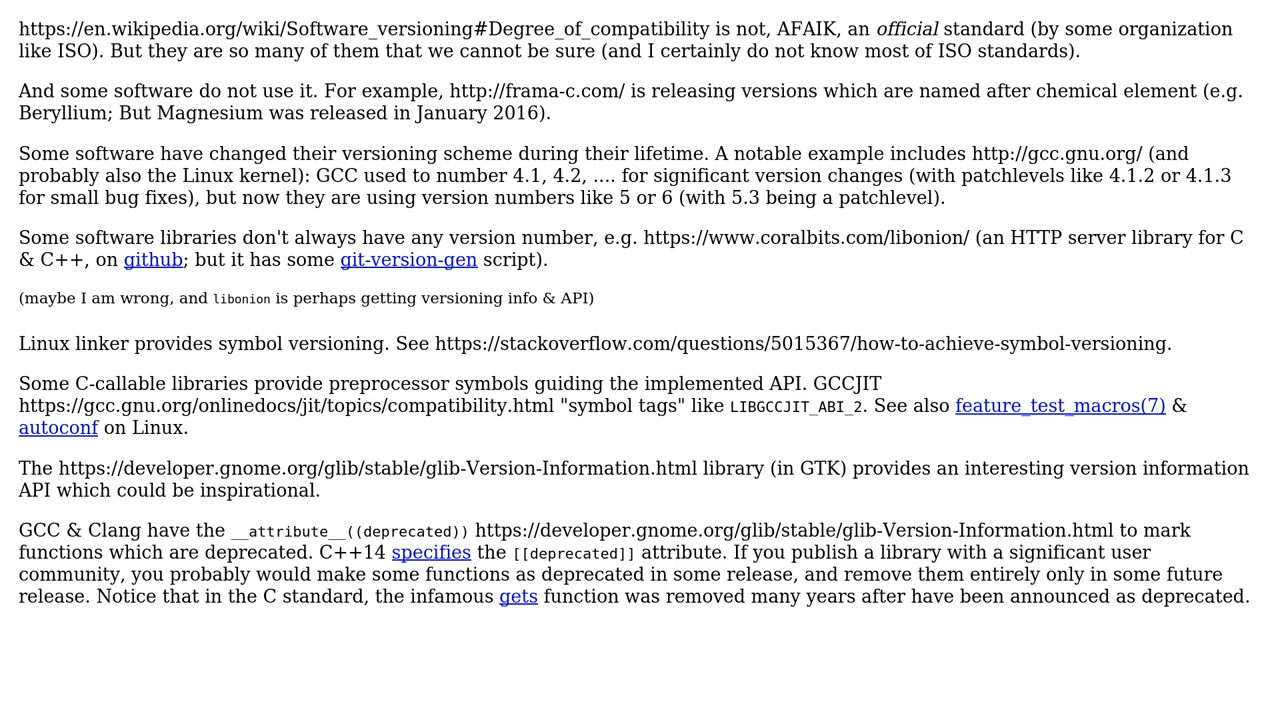 https://en.wikipedia.org/wiki/Software_versioning#Degree_of_compatibility is not, AFAIK, an official standard (by some organization
like ISO). But they are so many of them that we cannot be sure (and I certainly do not know most of ISO standards).
And some software do not use it. For example, http://frama-c.com/ is releasing versions which are named after chemical element (e.g.
Beryllium; But Magnesium was released in January 2016).
Some software have changed their versioning scheme during their lifetime. A notable example includes http://gcc.gnu.org/ (and
probably also the Linux kernel): GCC used to number 4.1, 4.2, .... for significant version changes (with patchlevels like 4.1.2 or 4.1.3
for small bug fixes), but now they are using version numbers like 5 or 6 (with 5.3 being a patchlevel).
Some software libraries don't always have any version number, e.g. https://www.coralbits.com/libonion/ (an HTTP server library for C
& C++, on github; but it has some git-version-gen script).
(maybe I am wrong, and libonion is perhaps getting versioning info & API)
Linux linker provides symbol versioning. See https://stackoverflow.com/questions/5015367/how-to-achieve-symbol-versioning.
Some C-callable libraries provide preprocessor symbols guiding the implemented API. GCCJIT
https://gcc.gnu.org/onlinedocs/jit/topics/compatibility.html "symbol tags" like LIBGCCJIT_ABI_2. See also feature_test_macros(7) &
autoconf on Linux.
The https://developer.gnome.org/glib/stable/glib-Version-Information.html library (in GTK) provides an interesting version information
API which could be inspirational.
GCC & Clang have the __attribute__((deprecated)) https://developer.gnome.org/glib/stable/glib-Version-Information.html to mark
functions which are deprecated. C++14 specifies the [[deprecated]] attribute. If you publish a library with a significant user
community, you probably would make some functions as deprecated in some release, and remove them entirely only in some future
release. Notice that in the C standard, the infamous gets function was removed many years after have been announced as deprecated.